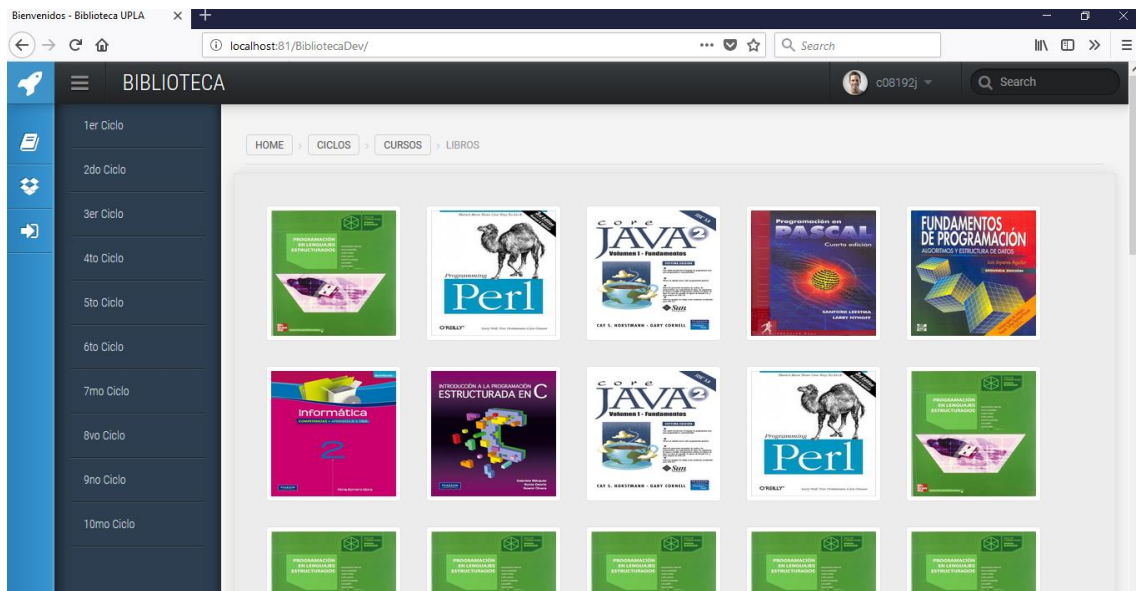 Bienvenidos - Biblioteca UPLA
localhost:81/BibliotecaDev/
Search
BIBLIOTECA
c08192j
Search
1er Ciclo
2do Ciclo
3er Ciclo
4to Ciclo
5to Ciclo
6to Ciclo
7mo Ciclo
8vo Ciclo
9no Ciclo
10mo Ciclo
HOME > CICLOS > CURSOS > LIBROS
PROGRAMACIÓN
EN LENGUAJES
ESTRUCTURADOS
Programming
Perl
O'REILLY
core
JAVA 2
Volumen I - Fundamentos
Sun
CAY S. HORSTMANN - GARY CORNELL
Programación en
PASCAL
Cuarta edición
SANFORD LEESTMA
LARRY NYHOFF
FUNDAMENTOS
DE PROGRAMACIÓN
ALGORITMOS Y ESTRUCTURA DE DATOS
Luis Joyanes Aguilar
SEGUNDA EDICIÓN
Informática
2
INTRODUCCIÓN A LA PROGRAMACIÓN
ESTRUCTURADA EN C
core
JAVA 2
Volumen I - Fundamentos
Sun
CAY S. HORSTMANN - GARY CORNELL
Programming
Perl
O'REILLY
PROGRAMACIÓN
EN LENGUAJES
ESTRUCTURADOS
PROGRAMACIÓN
EN LENGUAJES
ESTRUCTURADOS
PROGRAMACIÓN
EN LENGUAJES
ESTRUCTURADOS
PROGRAMACIÓN
EN LENGUAJES
ESTRUCTURADOS
PROGRAMACIÓN
EN LENGUAJES
ESTRUCTURADOS
PROGRAMACIÓN
EN LENGUAJES
ESTRUCTURADOS